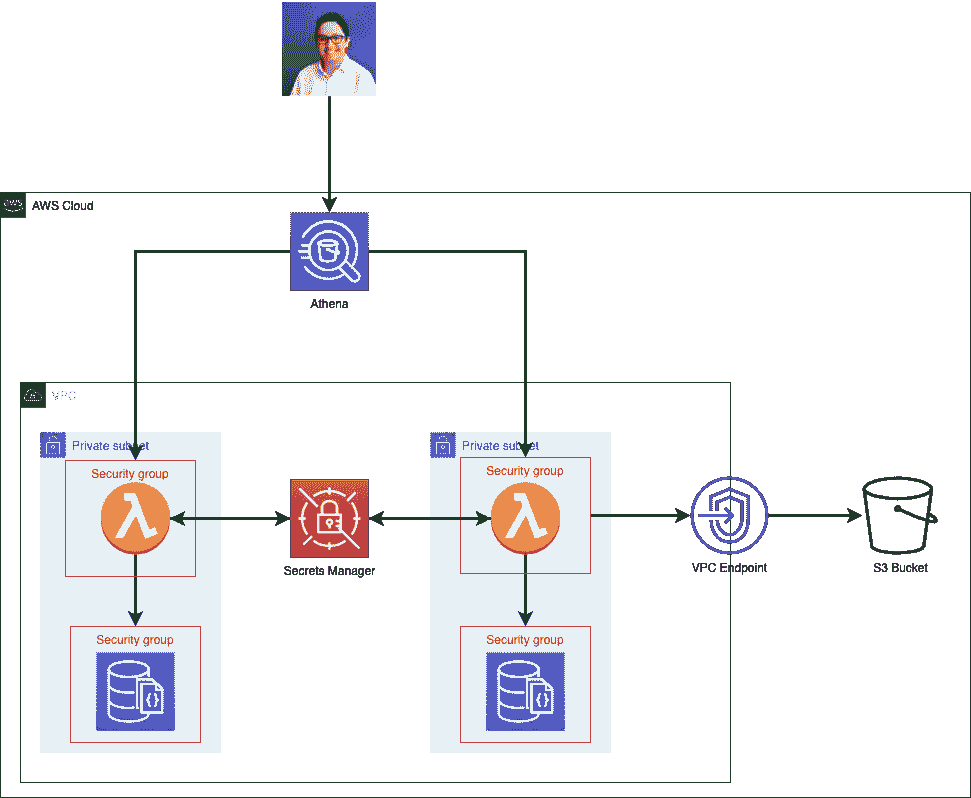 aws
AWS Cloud
Athena
VPC
Private subnet
Private subnet
Security group
Security group
Secrets Manager
VPC Endpoint
S3 Bucket
Security group
Security group